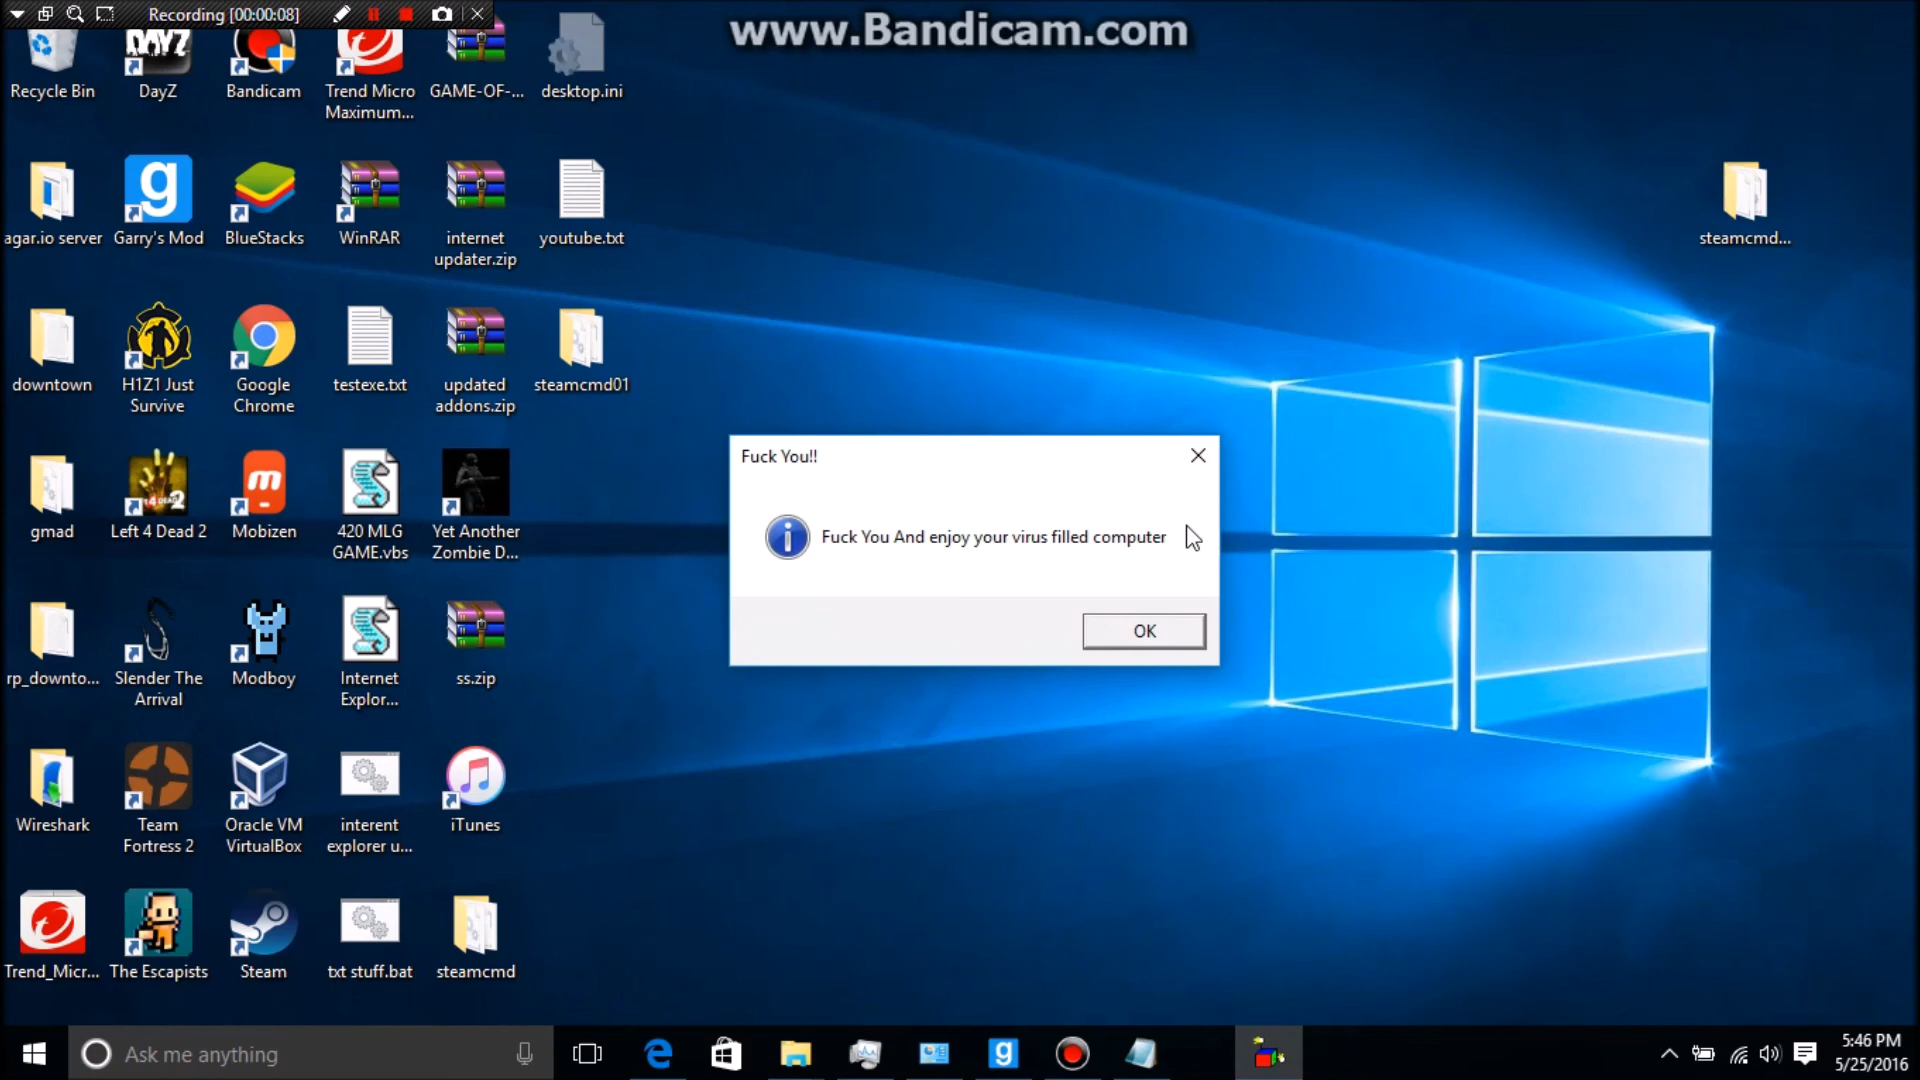 Recording [00:00:08]
www.Bandicam.com
Recycle Bin
DAYZ
DayZ
Bandicam
Trend Micro
Maximum...
GAME-OF-...
desktop.ini
agar.io server
g
Garry's Mod
BlueStacks
WinRAR
internet
updater.zip
youtube.txt
steamcmd...
downtown
H1Z1 Just
Survive
Google
Chrome
testexe.txt
updated
addons.zip
steamcmd01
gmad
Left 4 Dead 2
m
Mobizen
420 MLG
GAME.vbs
Yet Another
Zombie D...
Fuck You!!
Fuck You And enjoy your virus filled computer
OK
rp_downto...
Slender The
Arrival
Modboy
Internet
Explor...
ss.zip
Wireshark
Team
Fortress 2
Oracle VM
VirtualBox
interent
explorer u...
iTunes
Trend_Micr...
The Escapists
Steam
txt stuff.bat
steamcmd
Ask me anything
g
5:46 PM
5/25/2016